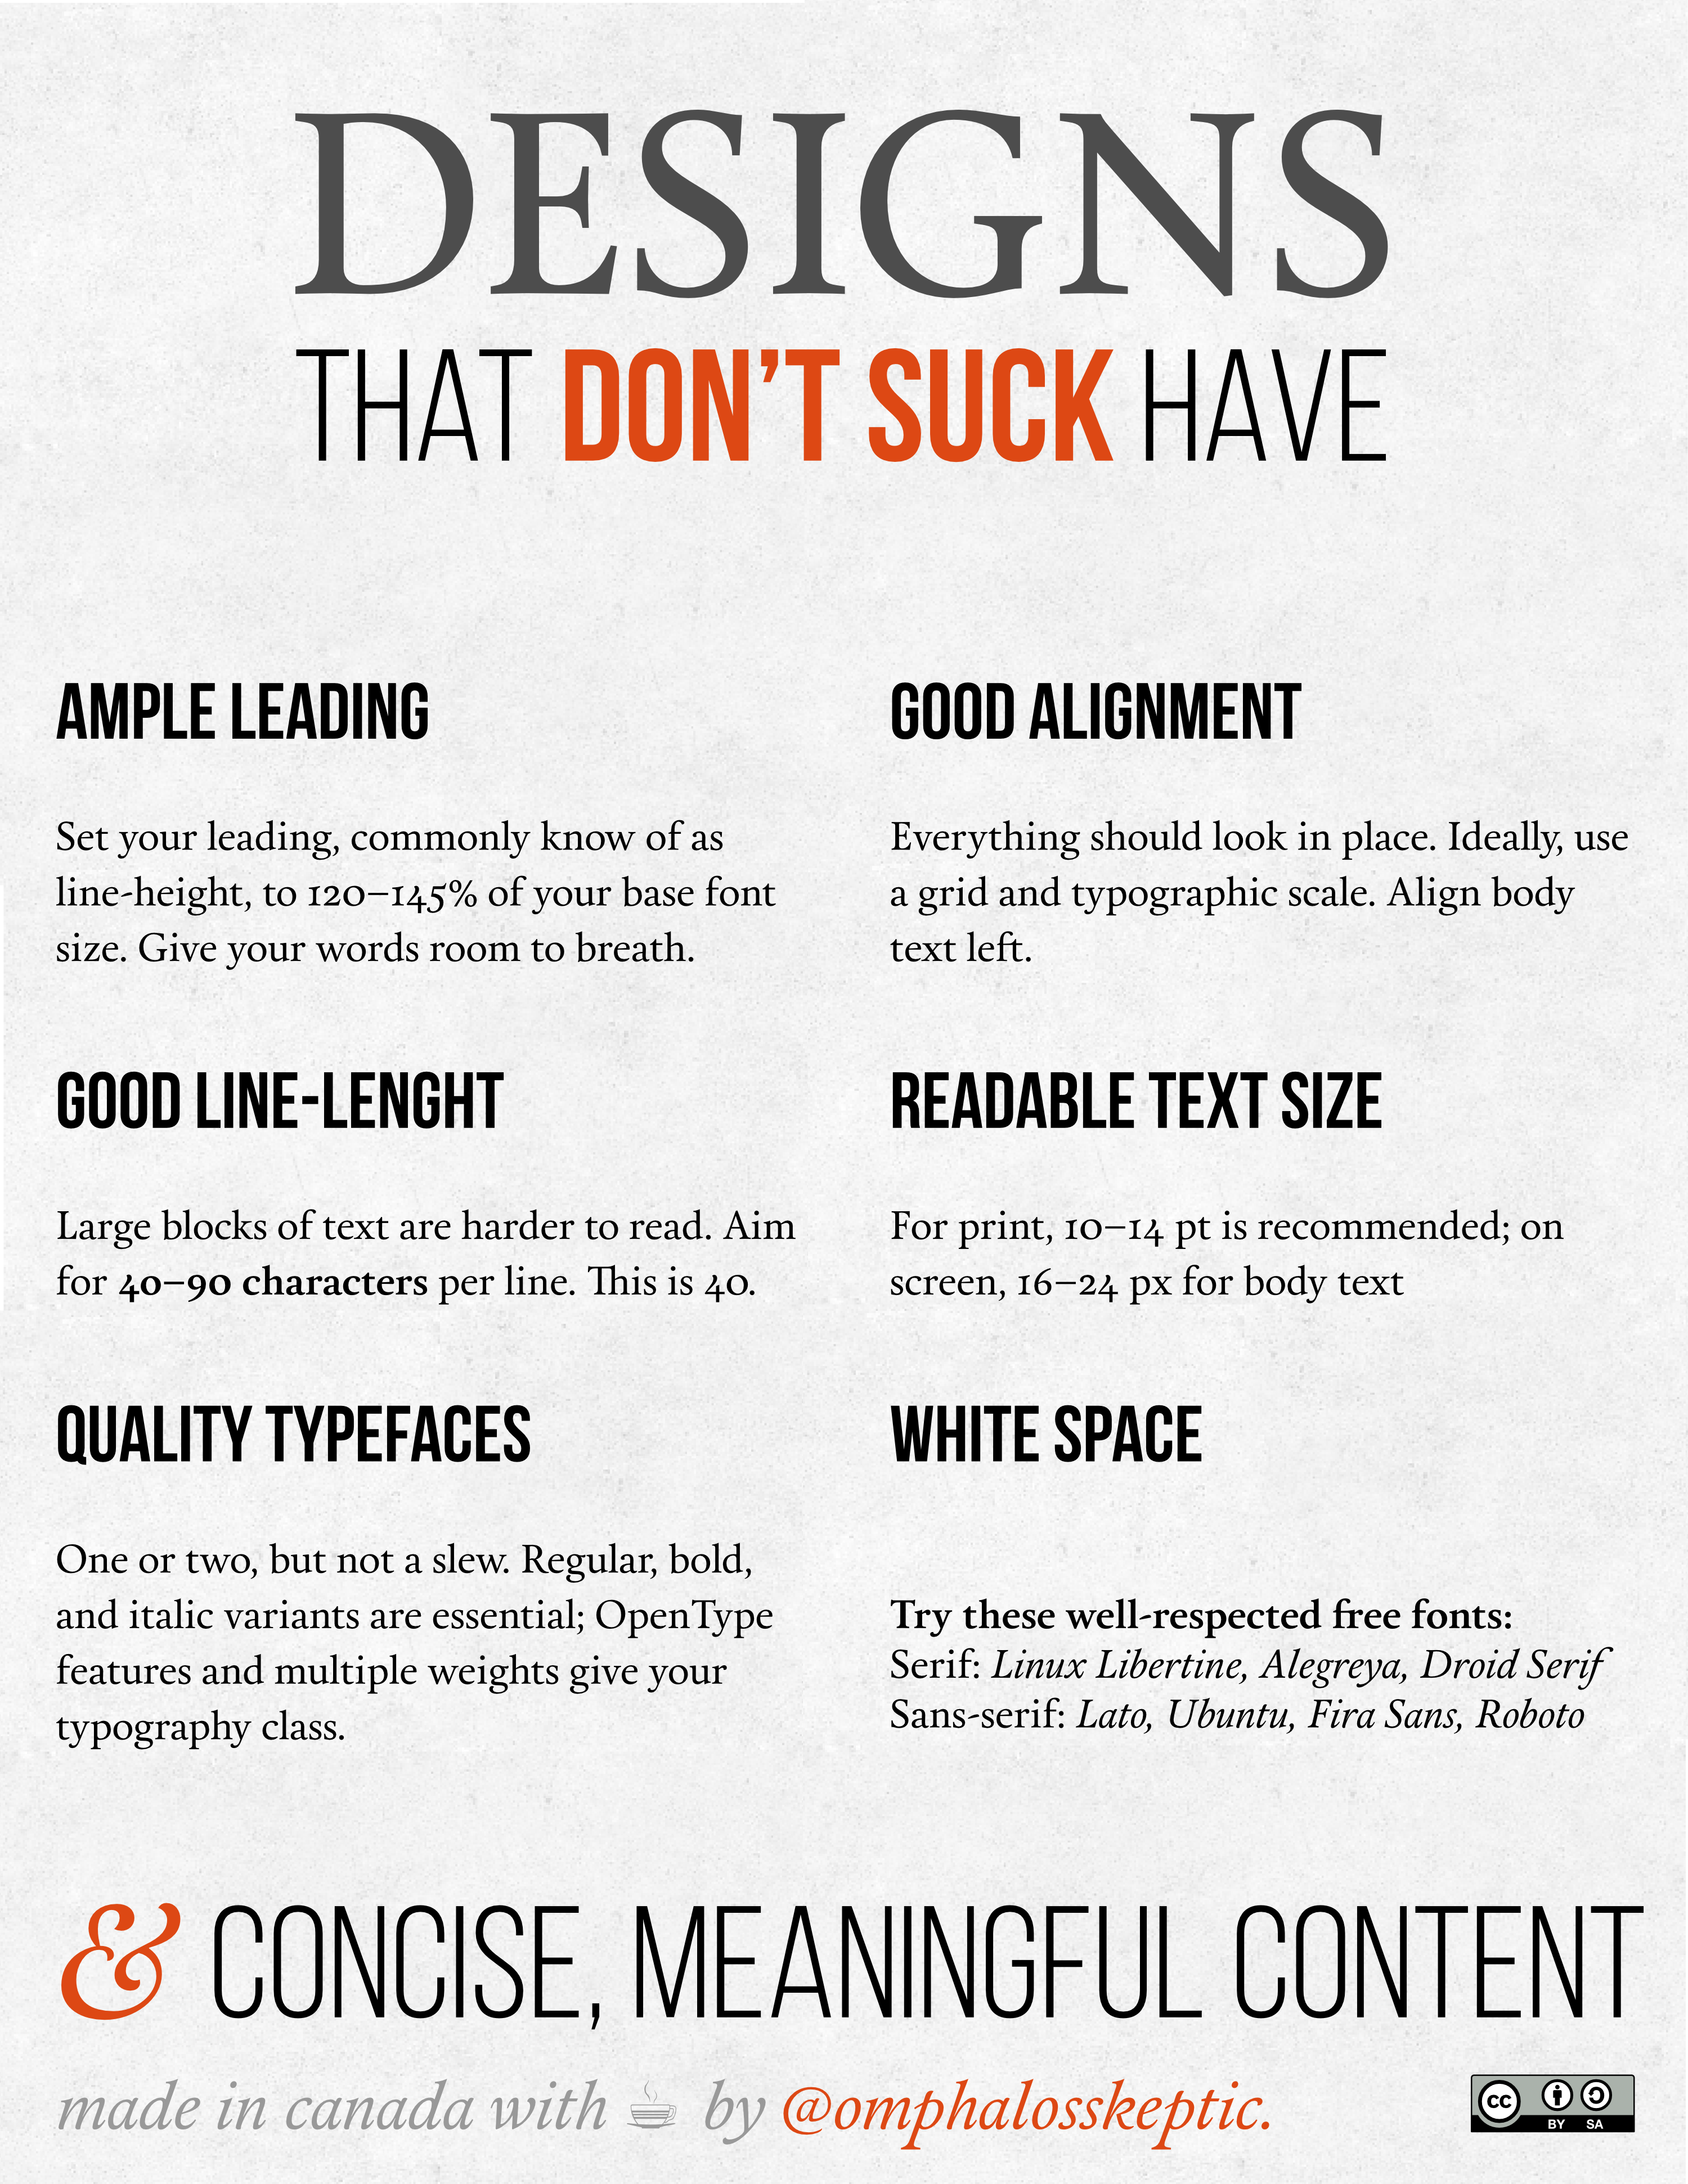 DESIGNS
THAT DON’T SUCK HAVE
AMPLE LEADING
Set your leading, commonly know of as
line-height, to 120–145% of your base font
size. Give your words room to breath.
GOOD LINE-LENGHT
Large blocks of text are harder to read. Aim
for 40–90 characters per line. This is 40.
QUALITY TYPEFACES
One or two, but not a slew. Regular, bold,
and italic variants are essential; OpenType
features and multiple weights give your
typography class.
GOOD ALIGNMENT
Everything should look in place. Ideally, use
a grid and typographic scale. Align body
text left.
READABLE TEXT SIZE
For print, 10–14 pt is recommended; on
screen, 16–24 px for body text
WHITE SPACE
Try these well-respected free fonts:
Serif: Linux Libertine, Alegreya, Droid Serif
Sans-serif: Lato, Ubuntu, Fira Sans, Roboto
& CONCISE, MEANINGFUL CONTENT
made in canada with by @omphalosskeptic.
cc BY SA